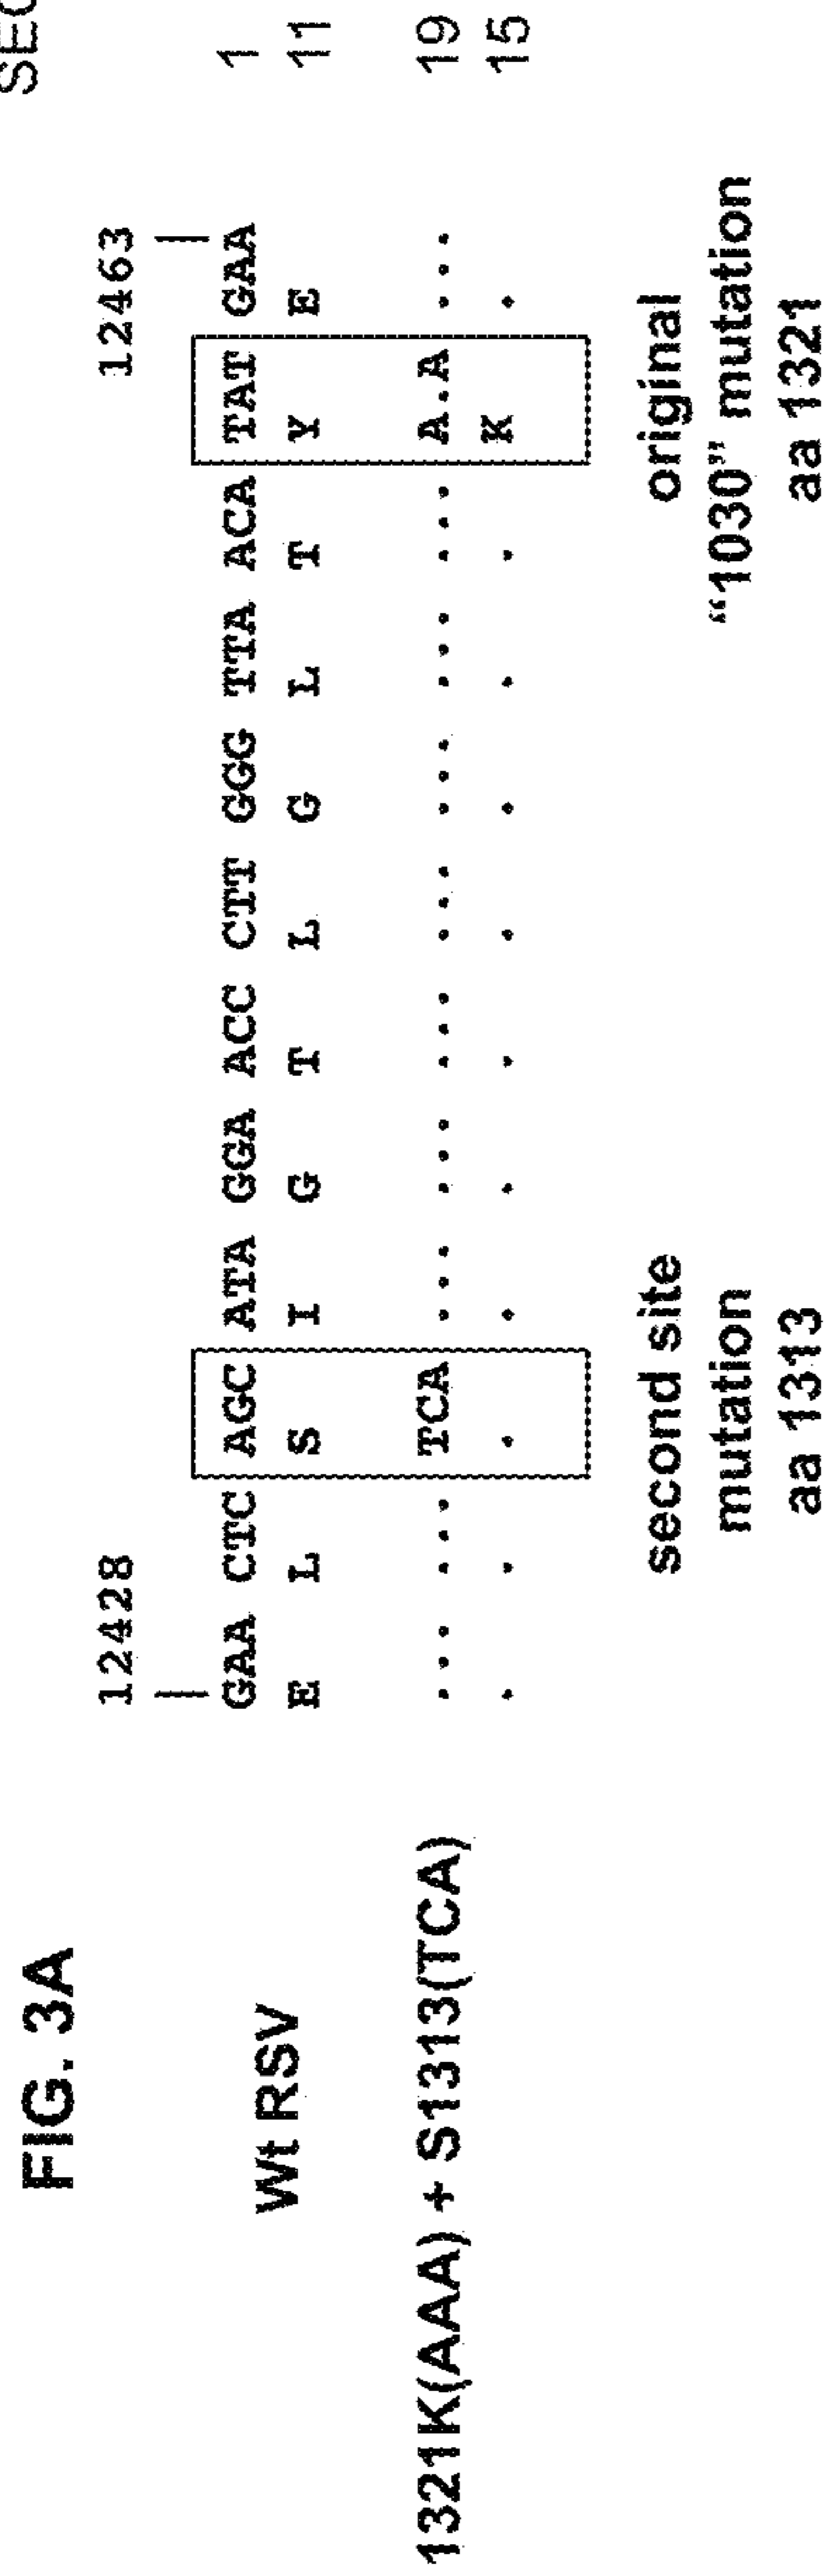 FIG. 3A
12428 12463
Wt RSV GAA CTC AGC ATA GGA ACC CTT GGG TTA ACA TAT GAA 1
E L S I G T L G L T Y E 11
1321K(AAA) + S1313(TCA) ... ... TCA ... ... ... ... ... ... ... A.A ... 19
. . . . . . . . . . K . 15
second site original
mutation "1030" mutation
aa 1313 aa 1321